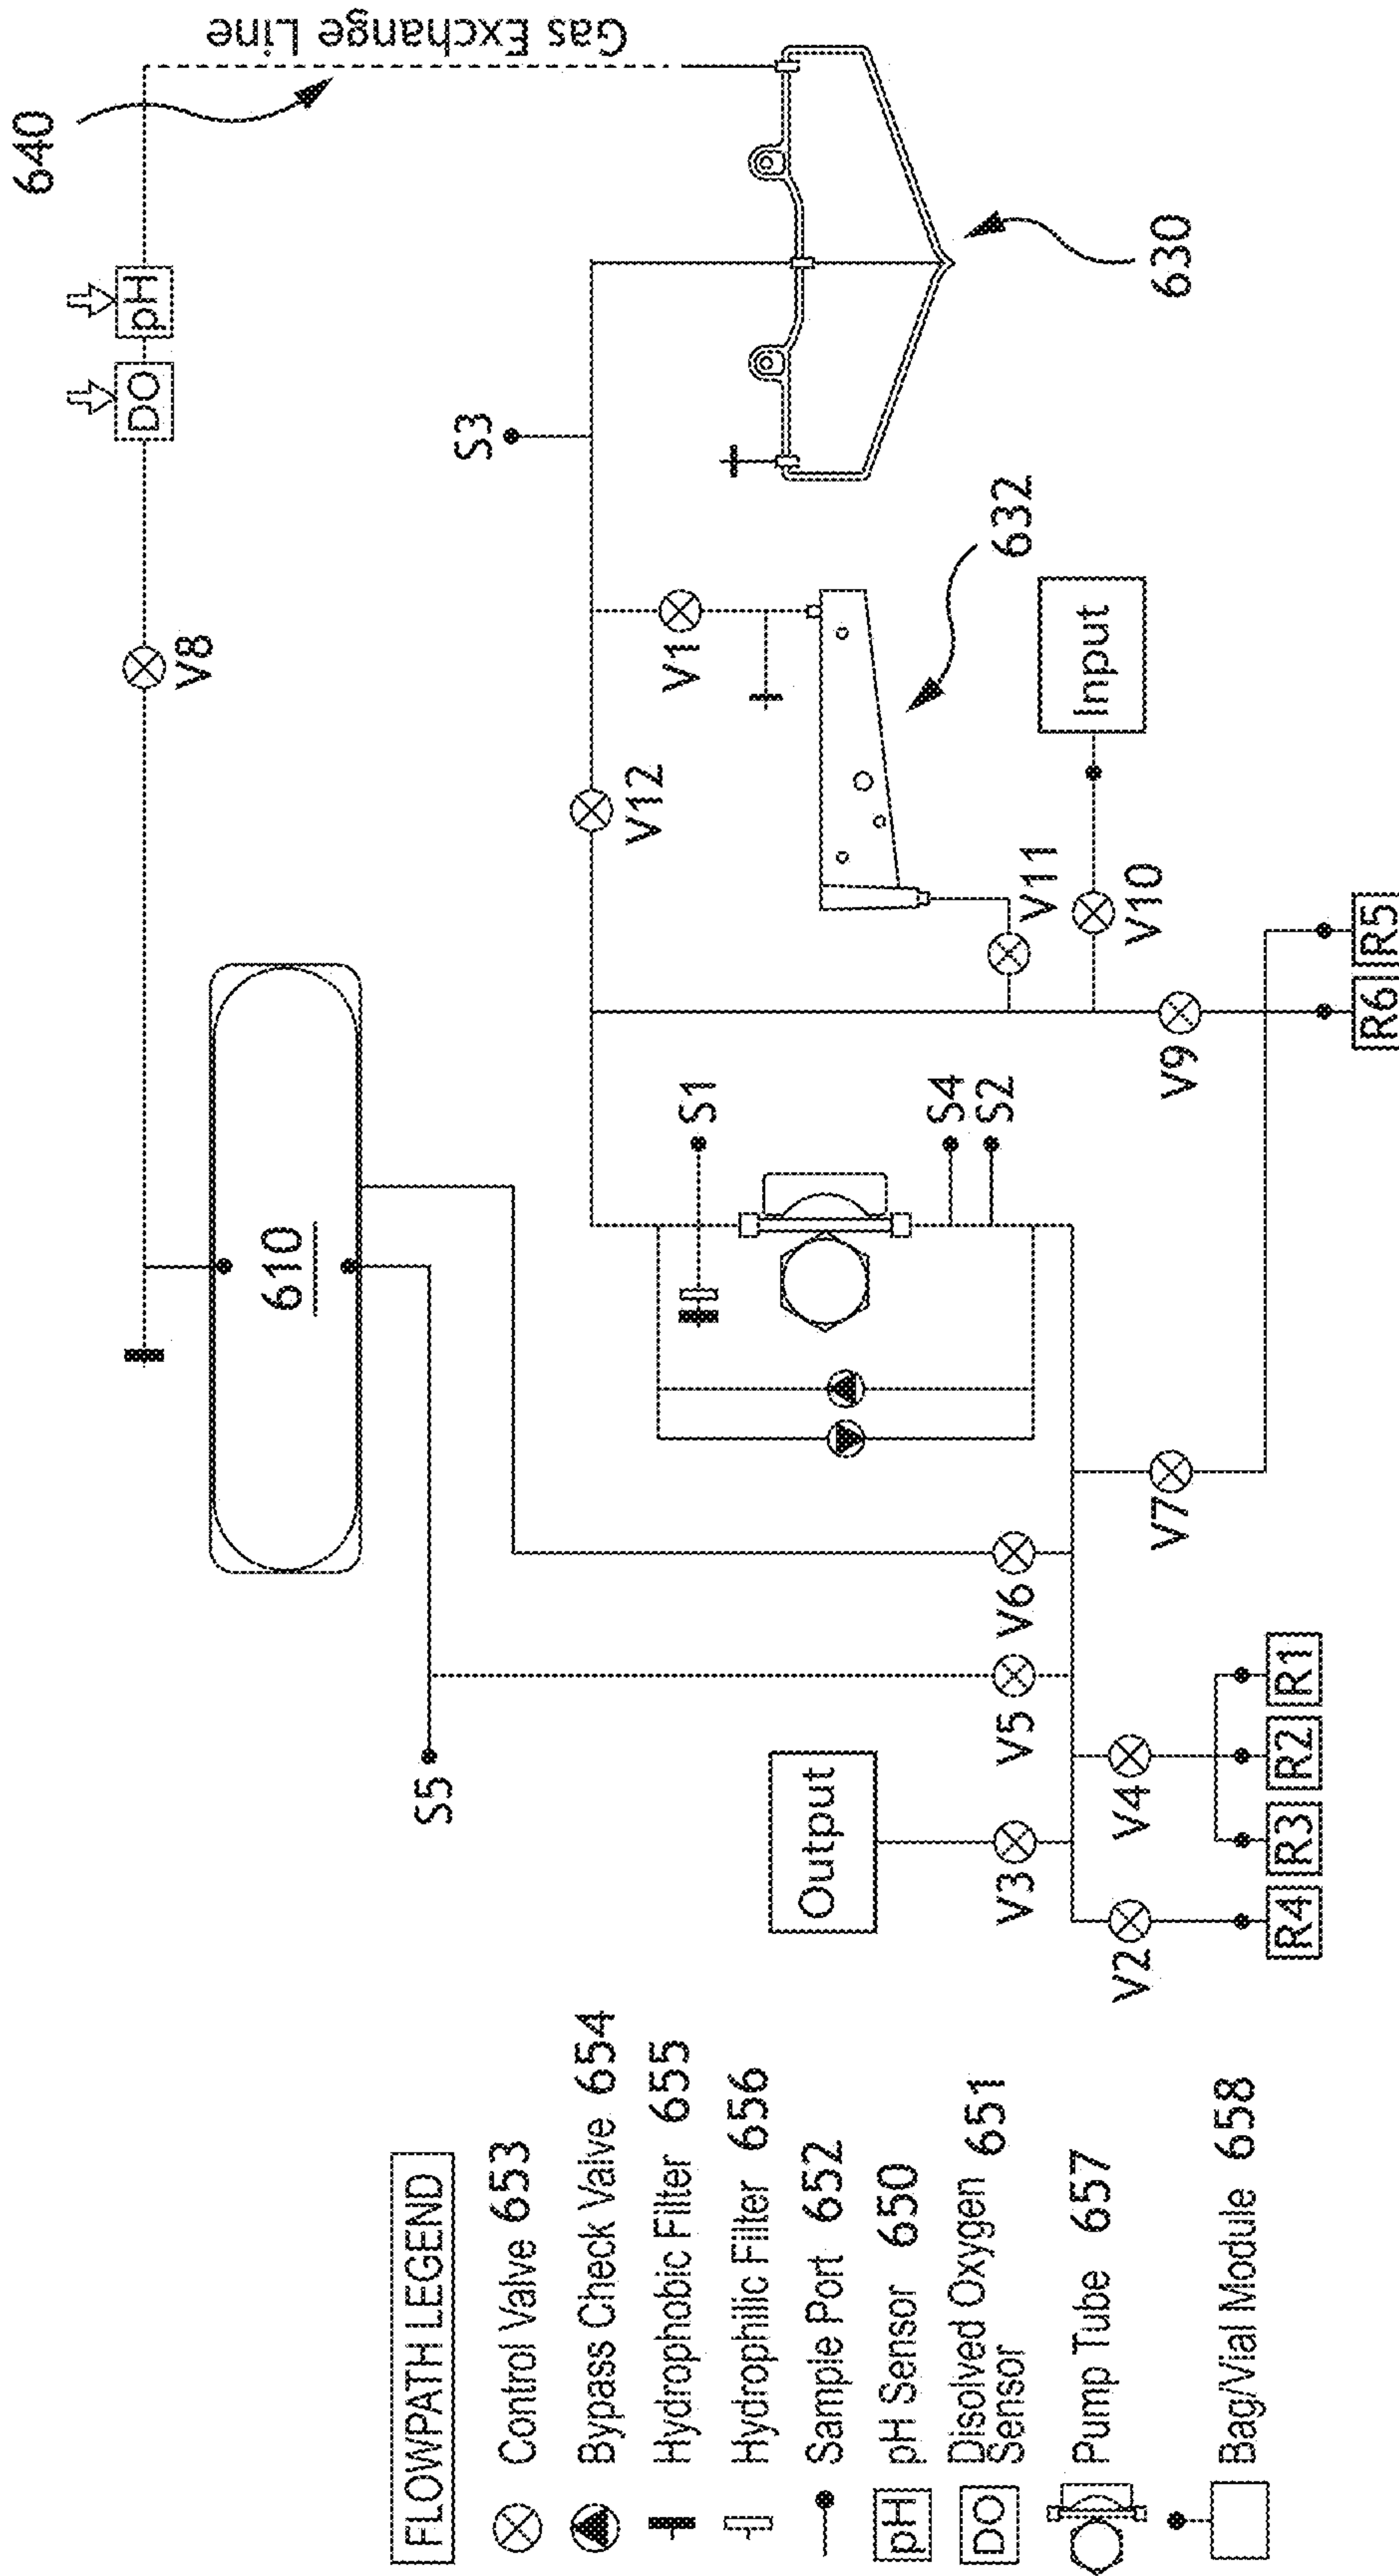 FLOWPATH LEGEND
Control Valve 653
Bypass Check Valve 654
Hydrophobic Filter 655
Hydrophilic Filter 656
Sample Port 652
pH pH Sensor 650
DO Disolved Oxygen 651
Sensor
Pump Tube 657
Bag/Vial Module 658
640
Gas Exchange Line
DO
pH
V8
610
S5
S3
V12
V1
S1
632
630
Output
Input
S4
S2
V11
V3
V5
V6
V10
V2
V4
V7
V9
R4
R3
R2
R1
R6
R5